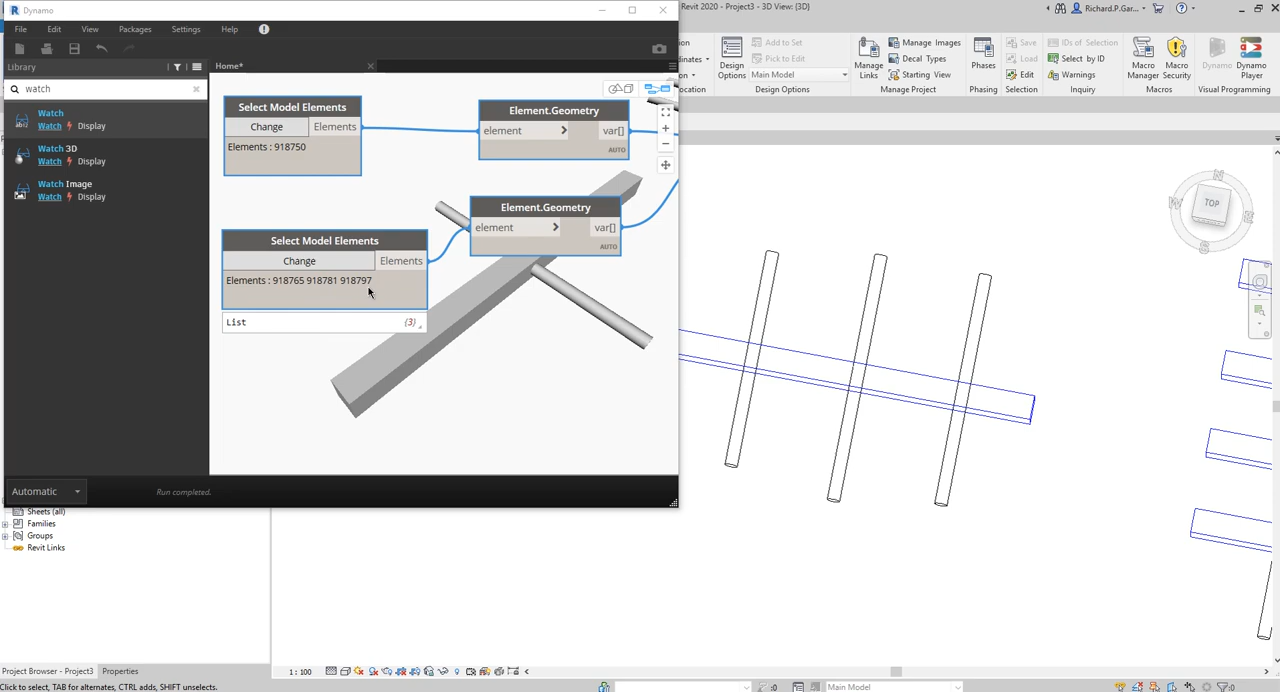 Dynamo
File Edit View Packages Settings Help
Library
watch
Watch
Watch Display
Watch 3D
Watch Display
Watch Image
Watch Display
Home*
Select Model Elements
Change Elements
Elements : 918750
Element.Geometry
element > var[]
AUTO
Select Model Elements
Change Elements
Elements : 918765 918781 918797
List {3}
Element.Geometry
element > var[]
AUTO
Automatic
Run completed.
Revit 2020 - Project3 - 3D View: {3D}
Richard.P.Gar...
Design Options
Add to Set
Pick to Edit
Main Model
Design Options
Manage Links
Manage Images
Decal Types
Starting View
Manage Project
Phases
Phasing
Save
Load
Edit
Selection
IDs of Selection
Select by ID
Warnings
Inquiry
Macro Manager
Macro Security
Macros
Dynamo
Dynamo Player
Visual Programming
TOP
N
W
E
S
Sheets (all)
Families
Groups
Revit Links
Project Browser - Project3 Properties
1 : 100
Click to select, TAB for alternates, CTRL adds, SHIFT unselects.
:0
Main Model
:0